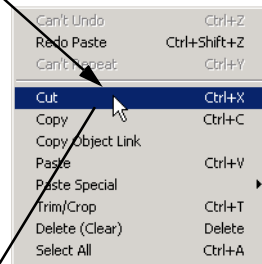 Can't Undo Ctrl+Z
Redo Paste Ctrl+Shift+Z
Can't Repeat Ctrl+Y
Cut Ctrl+X
Copy Ctrl+C
Copy Object Link
Paste Ctrl+V
Paste Special
Trim/Crop Ctrl+T
Delete (Clear) Delete
Select All Ctrl+A